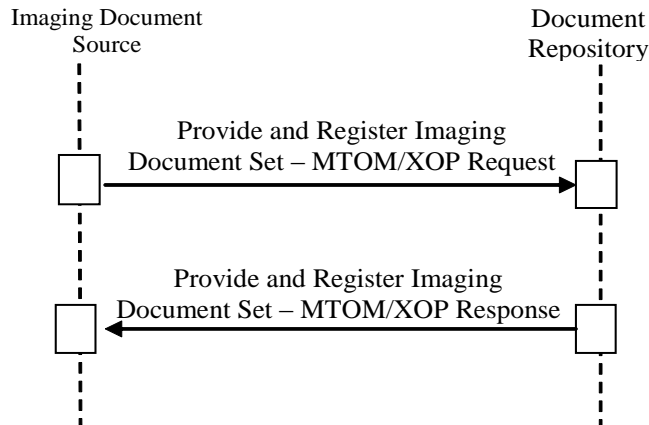 Imaging Document
Source
Document
Repository
Provide and Register Imaging
Document Set – MTOM/XOP Request
Provide and Register Imaging
Document Set – MTOM/XOP Response